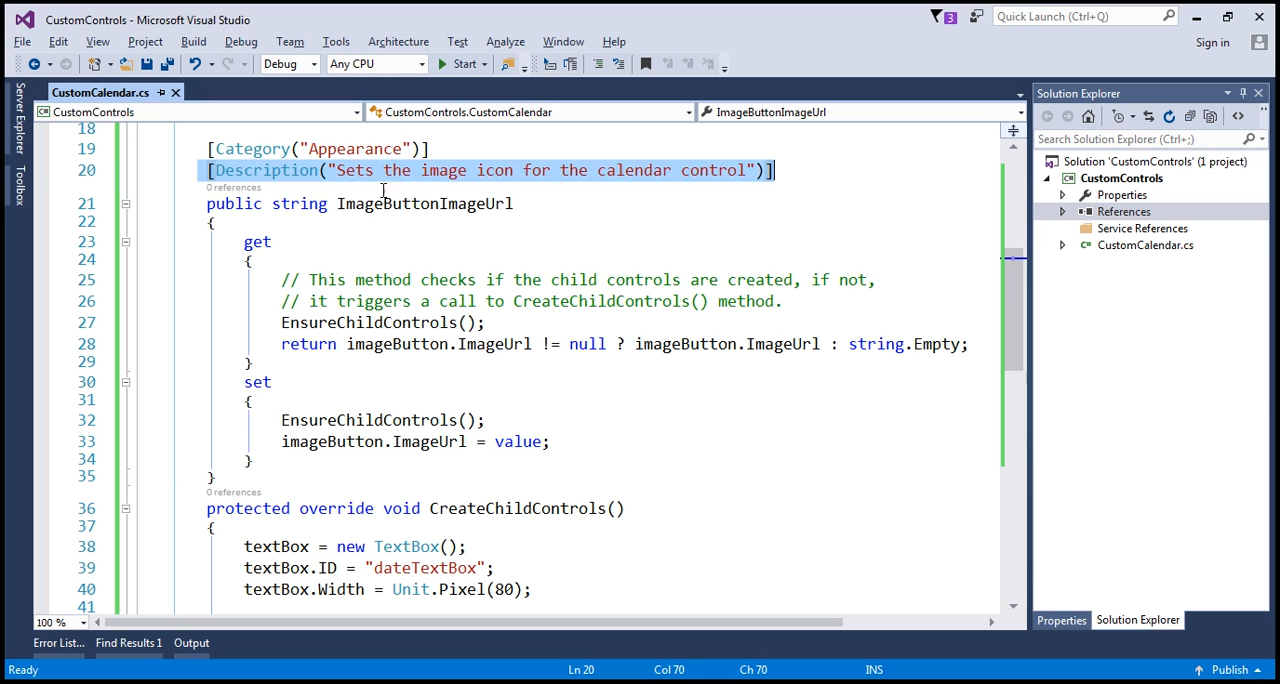 CustomControls - Microsoft Visual Studio
3
Quick Launch (Ctrl+Q)
File Edit View Project Build Debug Team Tools Architecture Test Analyze Window Help
Sign in
Debug Any CPU Start
Server Explorer
Toolbox
CustomCalendar.cs
CustomControls CustomControls.CustomCalendar ImageButtonImageUrl
18
19 [Category("Appearance")]
20 [Description("Sets the image icon for the calendar control")]
0 references
21 public string ImageButtonImageUrl
22 {
23 get
24 {
25 // This method checks if the child controls are created, if not,
26 // it triggers a call to CreateChildControls() method.
27 EnsureChildControls();
28 return imageButton.ImageUrl != null ? imageButton.ImageUrl : string.Empty;
29 }
30 set
31 {
32 EnsureChildControls();
33 imageButton.ImageUrl = value;
34 }
35 }
0 references
36 protected override void CreateChildControls()
37 {
38 textBox = new TextBox();
39 textBox.ID = "dateTextBox";
40 textBox.Width = Unit.Pixel(80);
41
100 %
Solution Explorer
Search Solution Explorer (Ctrl+;)
Solution 'CustomControls' (1 project)
CustomControls
Properties
References
Service References
CustomCalendar.cs
Properties Solution Explorer
Error List... Find Results 1 Output
Ready Ln 20 Col 70 Ch 70 INS Publish